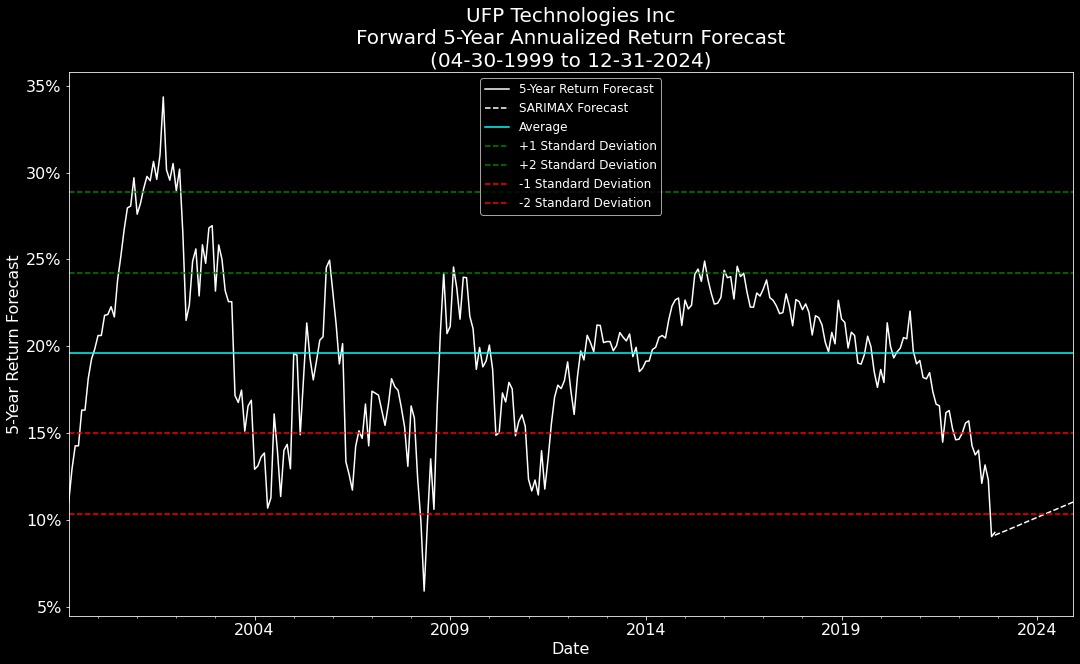 UFP Technologies Inc
Forward 5-Year Annualized Return Forecast
(04-30-1999 to 12-31-2024)
5-Year Return Forecast
SARIMAX Forecast
Average
+1 Standard Deviation
+2 Standard Deviation
-1 Standard Deviation
-2 Standard Deviation
5-Year Return Forecast
35%
30%
25%
20%
15%
10%
5%
2004 2009 2014 2019 2024
Date